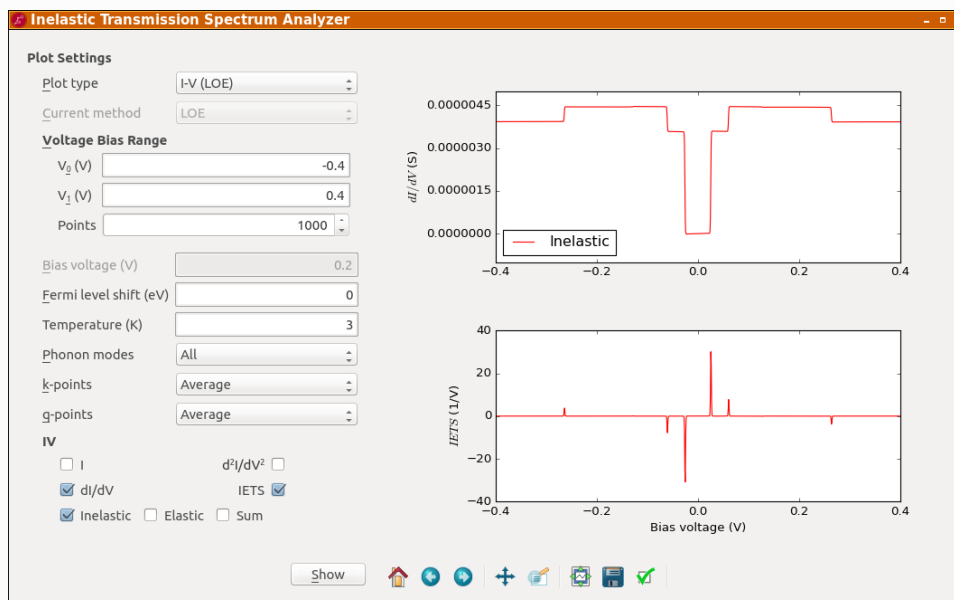 Inelastic Transmission Spectrum Analyzer
Plot Settings
Plot type
I-V (LOE)
Current method
LOE
Voltage Bias Range
V₀ (V)
-0.4
V₁ (V)
0.4
Points
1000
Bias voltage (V)
0.2
Fermi level shift (eV)
0
Temperature (K)
3
Phonon modes
All
k-points
Average
q-points
Average
IV
I
d²I/dV²
dI/dV
IETS
Inelastic
Elastic
Sum
Show
0.0000045
0.0000030
0.0000015
0.0000000
dI/dV (S)
Inelastic
−0.4 −0.2 0.0 0.2 0.4
40
20
0
−20
−40
IETS (1/V)
−0.4 −0.2 0.0 0.2 0.4
Bias voltage (V)